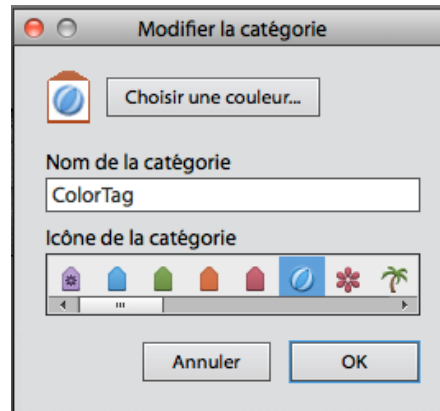 Modifier la catégorie
Choisir une couleur...
Nom de la catégorie
ColorTag
Icône de la catégorie
Annuler
OK